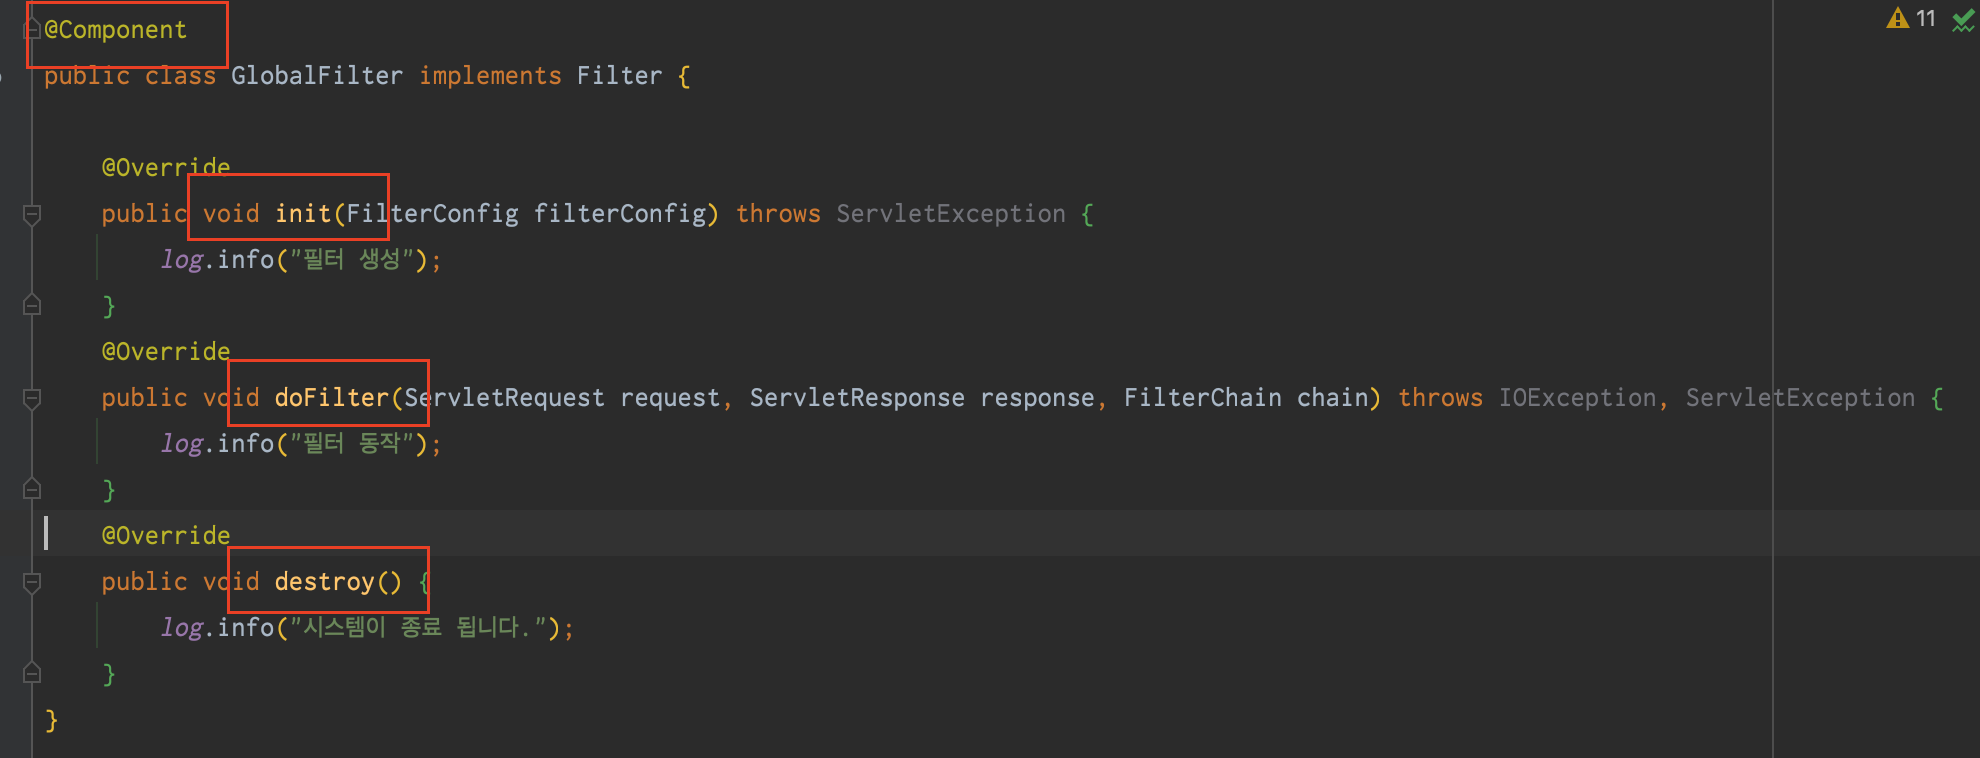 11
@Component
public class GlobalFilter implements Filter {
@Override
public void init(FilterConfig filterConfig) throws ServletException {
log.info("필터 생성");
}
@Override
public void doFilter(ServletRequest request, ServletResponse response, FilterChain chain) throws IOException, ServletException {
log.info("필터 동작");
}
@Override
public void destroy() {
log.info("시스템이 종료 됩니다.");
}
}